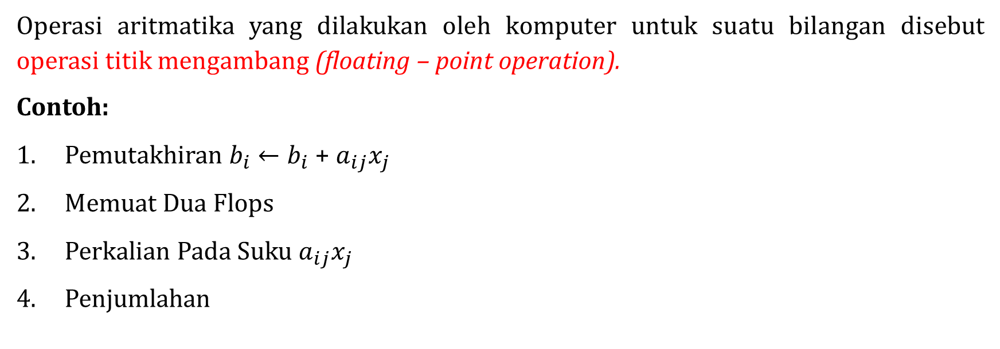 Operasi aritmatika yang dilakukan oleh komputer untuk suatu bilangan disebut
operasi titik mengambang (floating – point operation).
Contoh:
1. Pemutakhiran b_i ← b_i + a_{ij}x_j
2. Memuat Dua Flops
3. Perkalian Pada Suku a_{ij}x_j
4. Penjumlahan